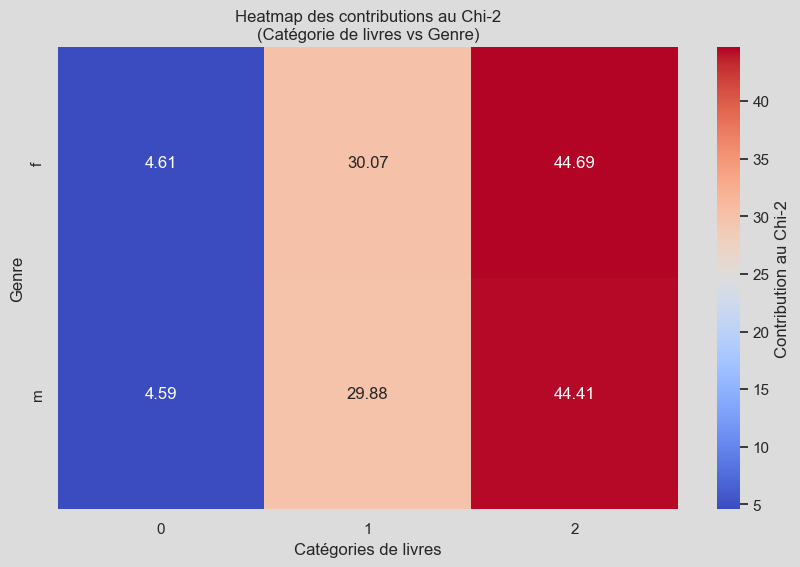 Heatmap des contributions au Chi-2
(Catégorie de livres vs Genre)
f
4.61 30.07 44.69
Genre
m
4.59 29.88 44.41
0 1 2
Catégories de livres
40
35
30
25
20
15
10
5
Contribution au Chi-2